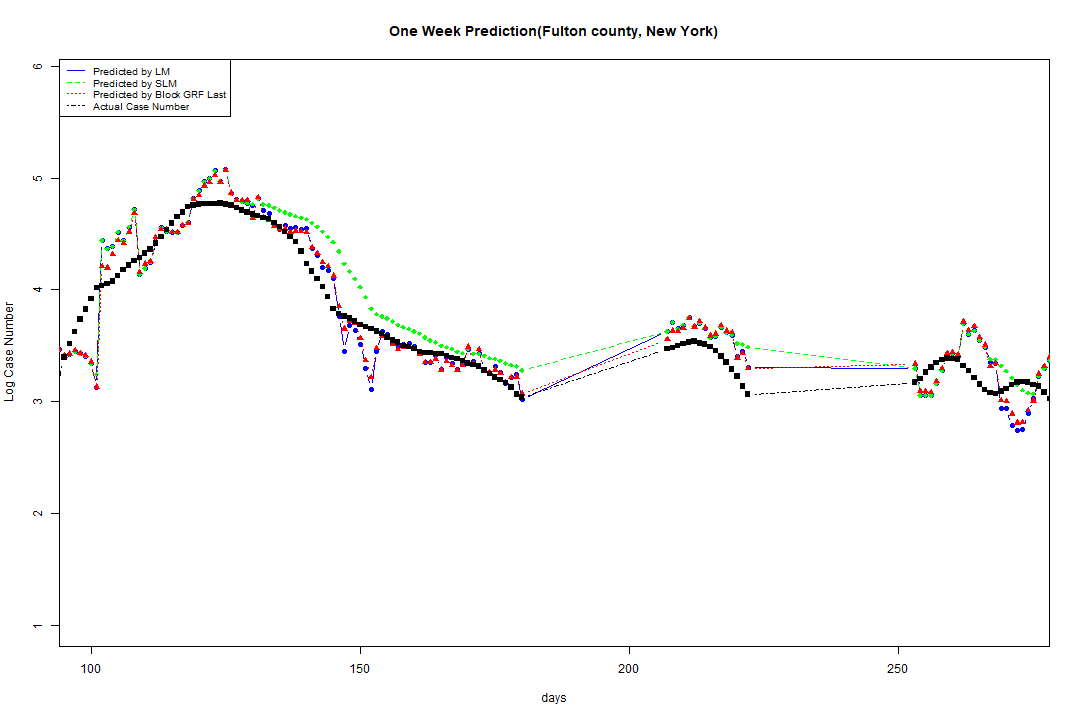 One Week Prediction(Fulton county, New York)
Predicted by LM
Predicted by SLM
Predicted by Block GRF Last
Actual Case Number
6
5
4
3
2
1
Log Case Number
100
150
200
250
days